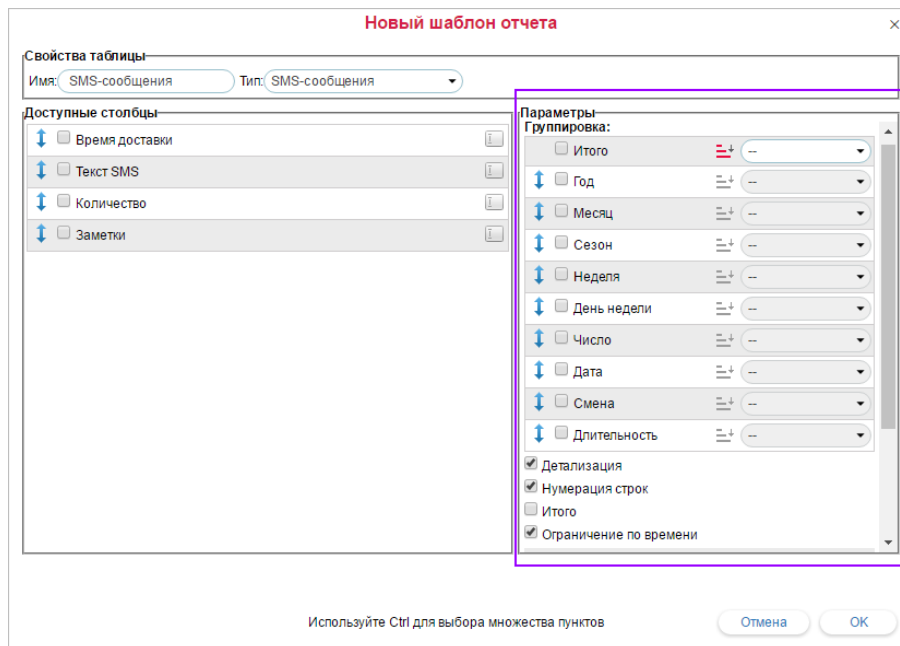 Новый шаблон отчета
Свойства таблицы
Имя: SMS-сообщения Тип: SMS-сообщения
Доступные столбцы
Время доставки
Текст SMS
Количество
Заметки
Параметры
Группировка:
Итого --
Год --
Месяц --
Сезон --
Неделя --
День недели --
Число --
Дата --
Смена --
Длительность --
Детализация
Нумерация строк
Итого
Ограничение по времени
Используйте Ctrl для выбора множества пунктов
Отмена OK